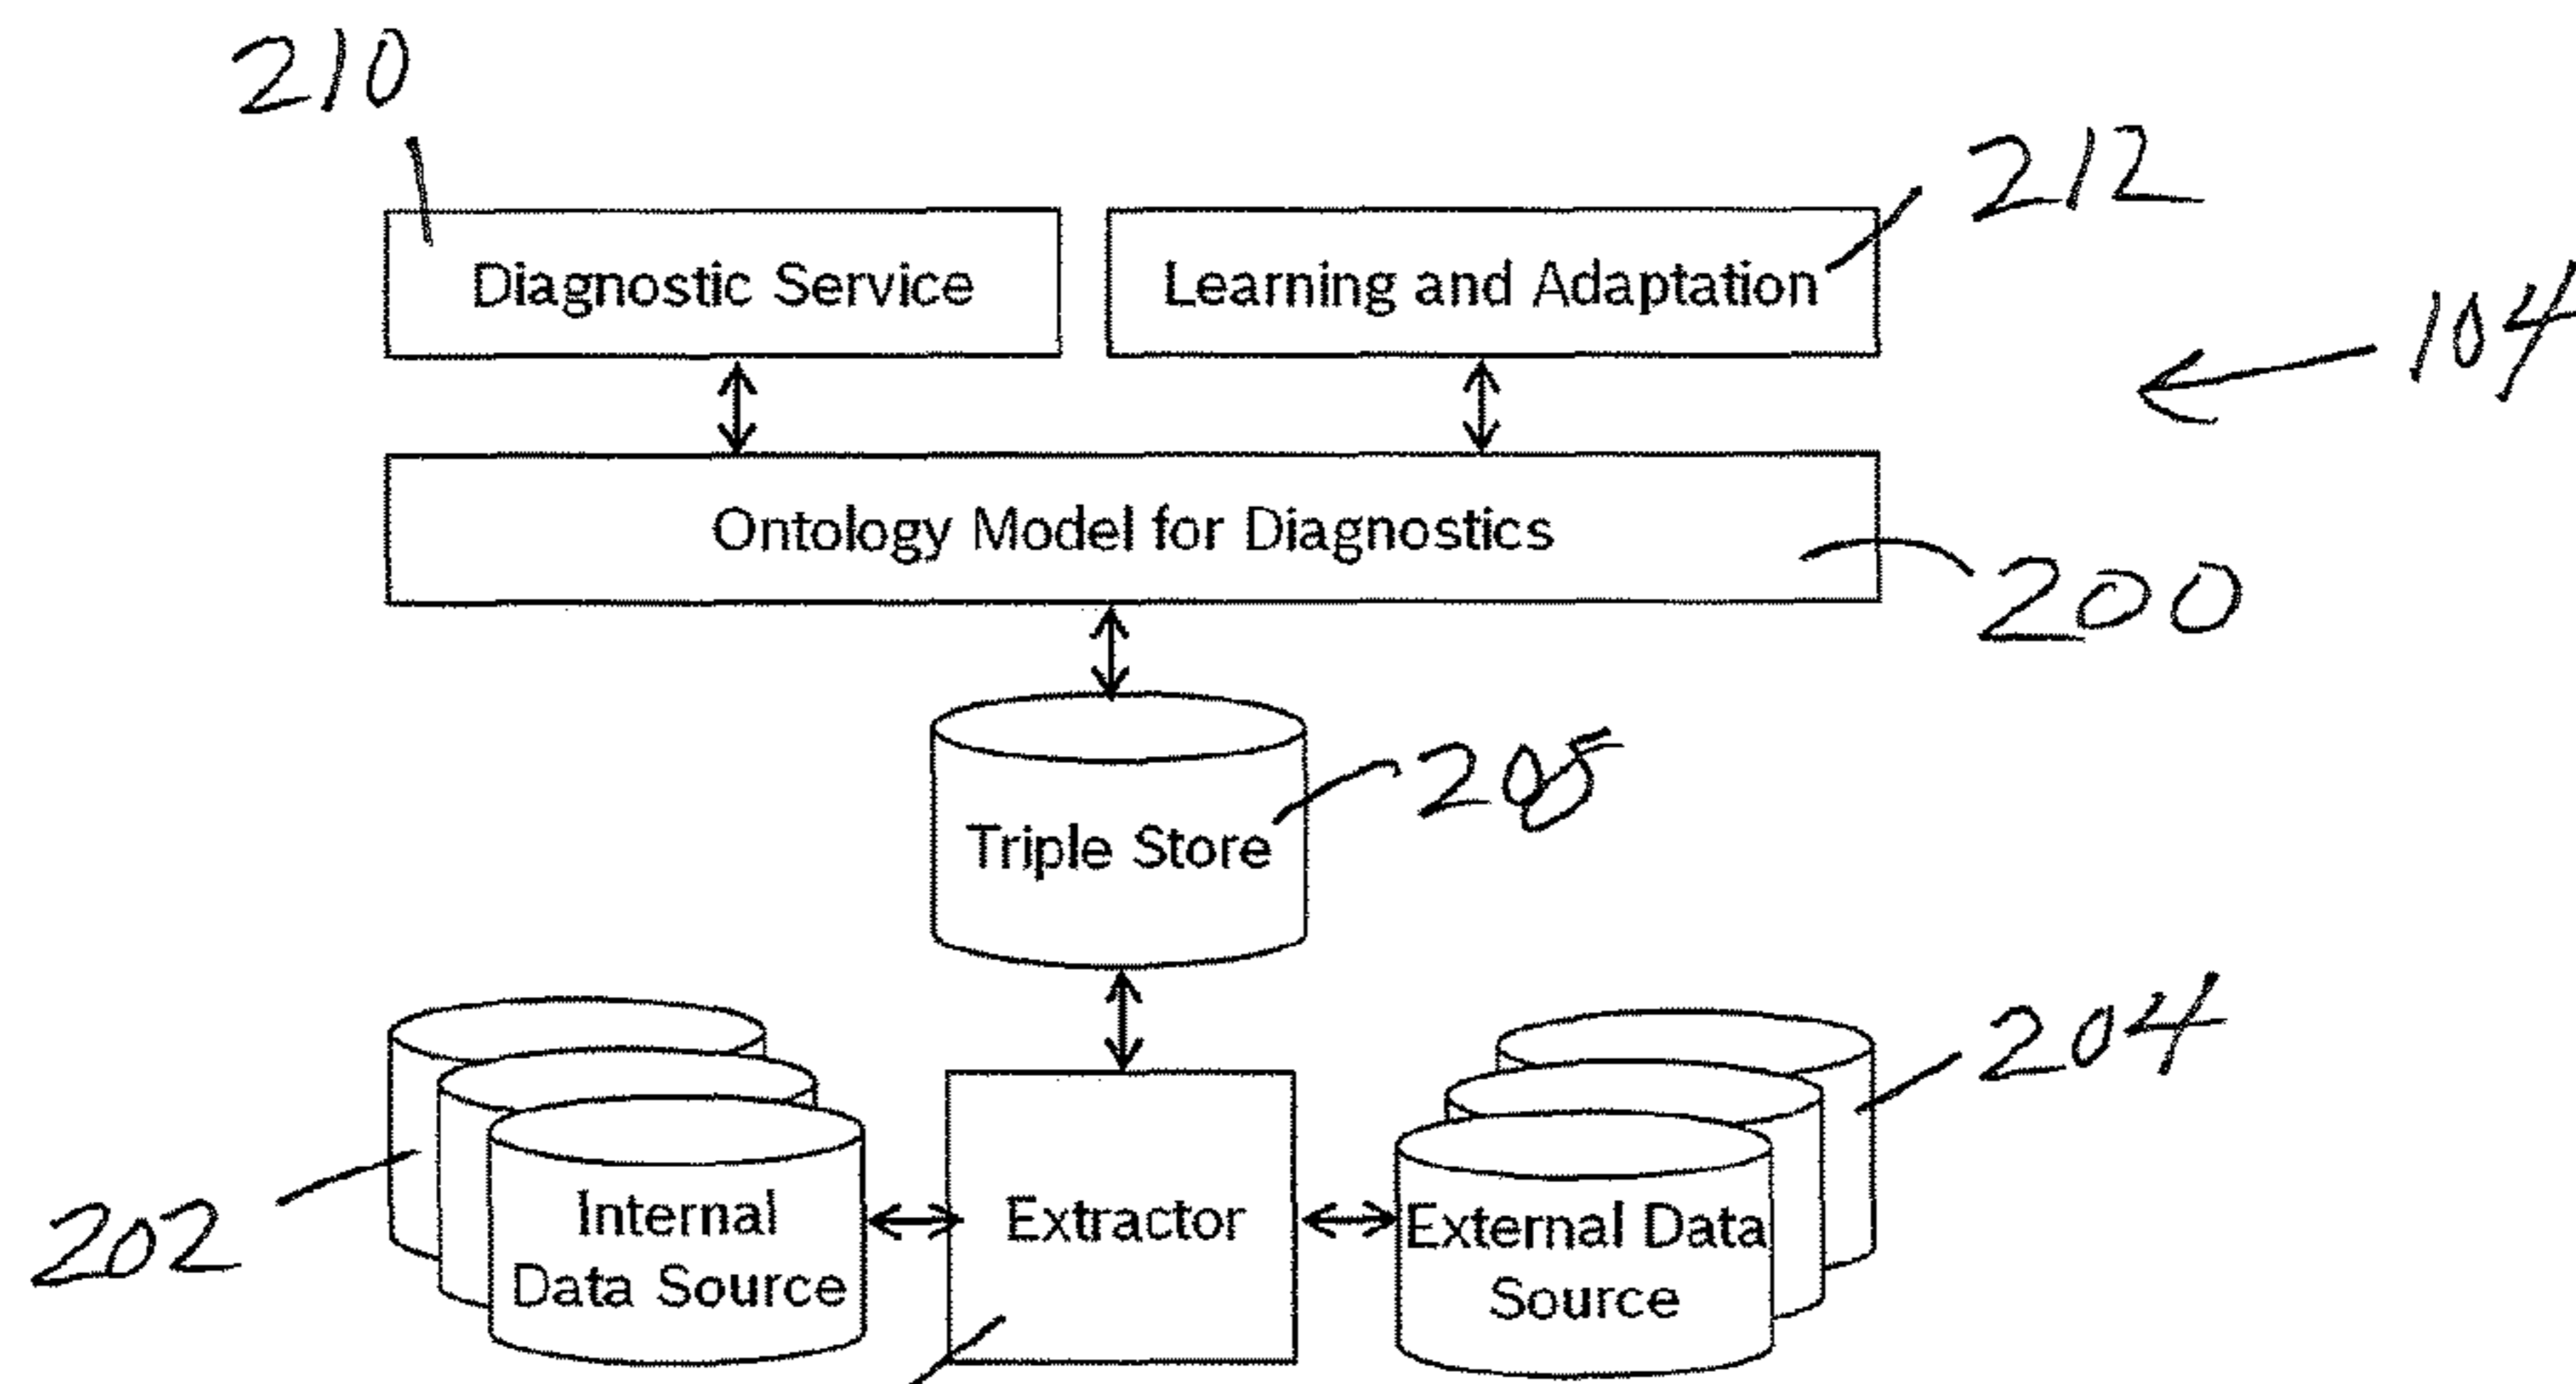 210
212
Diagnostic Service
Learning and Adaptation
104
Ontology Model for Diagnostics
200
205
Triple Store
204
202
Internal
Data Source
Extractor
External Data
Source